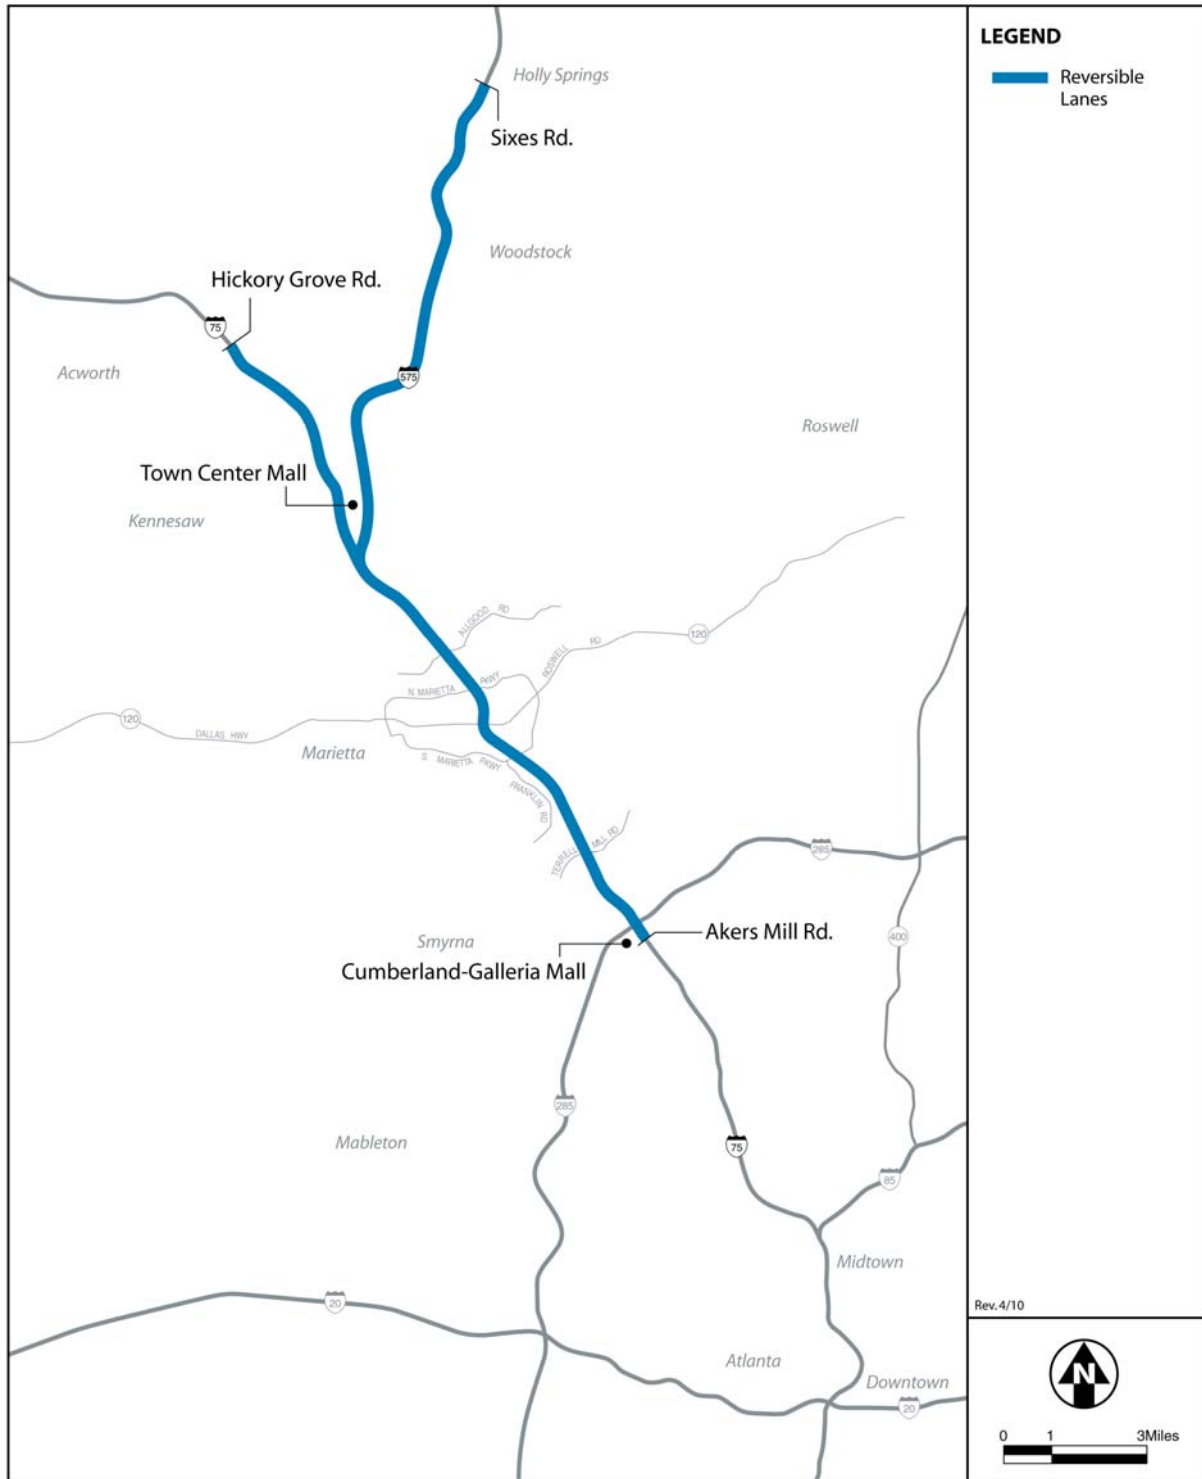 LEGEND
Reversible
Lanes
Holly Springs
Sixes Rd.
Woodstock
Hickory Grove Rd.
75
Acworth
575
Roswell
Town Center Mall
Kennesaw
ALLGOOD RD
120
ROSWELL RD
N. MARIETTA PKWY
120
DALLAS HWY
Marietta
S. MARIETTA PKWY
FRANKLIN RD
TERRELL MLL RD
285
400
Akers Mill Rd.
Smyrna
Cumberland-Galleria Mall
285
Mableton
75
85
Midtown
20
Rev. 4/10
Atlanta
Downtown
20
N
0 1 3Miles